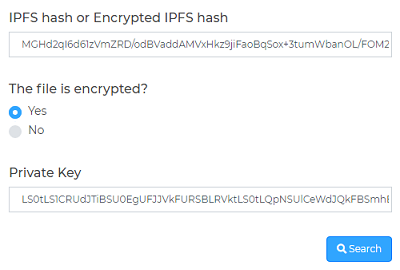 IPFS hash or Encrypted IPFS hash
MGHd2qI6d61zVmZRD/odBVaddAMVxHkz9jiFaoBqSox+3tumWbanOL/FOM2
The file is encrypted?
Yes
No
Private Key
LS0tLS1CRUdJTiBSU0EgUFJJVkFURSBLRVktLS0tLQpNSUlCeWdJQkFBSmhE
Search